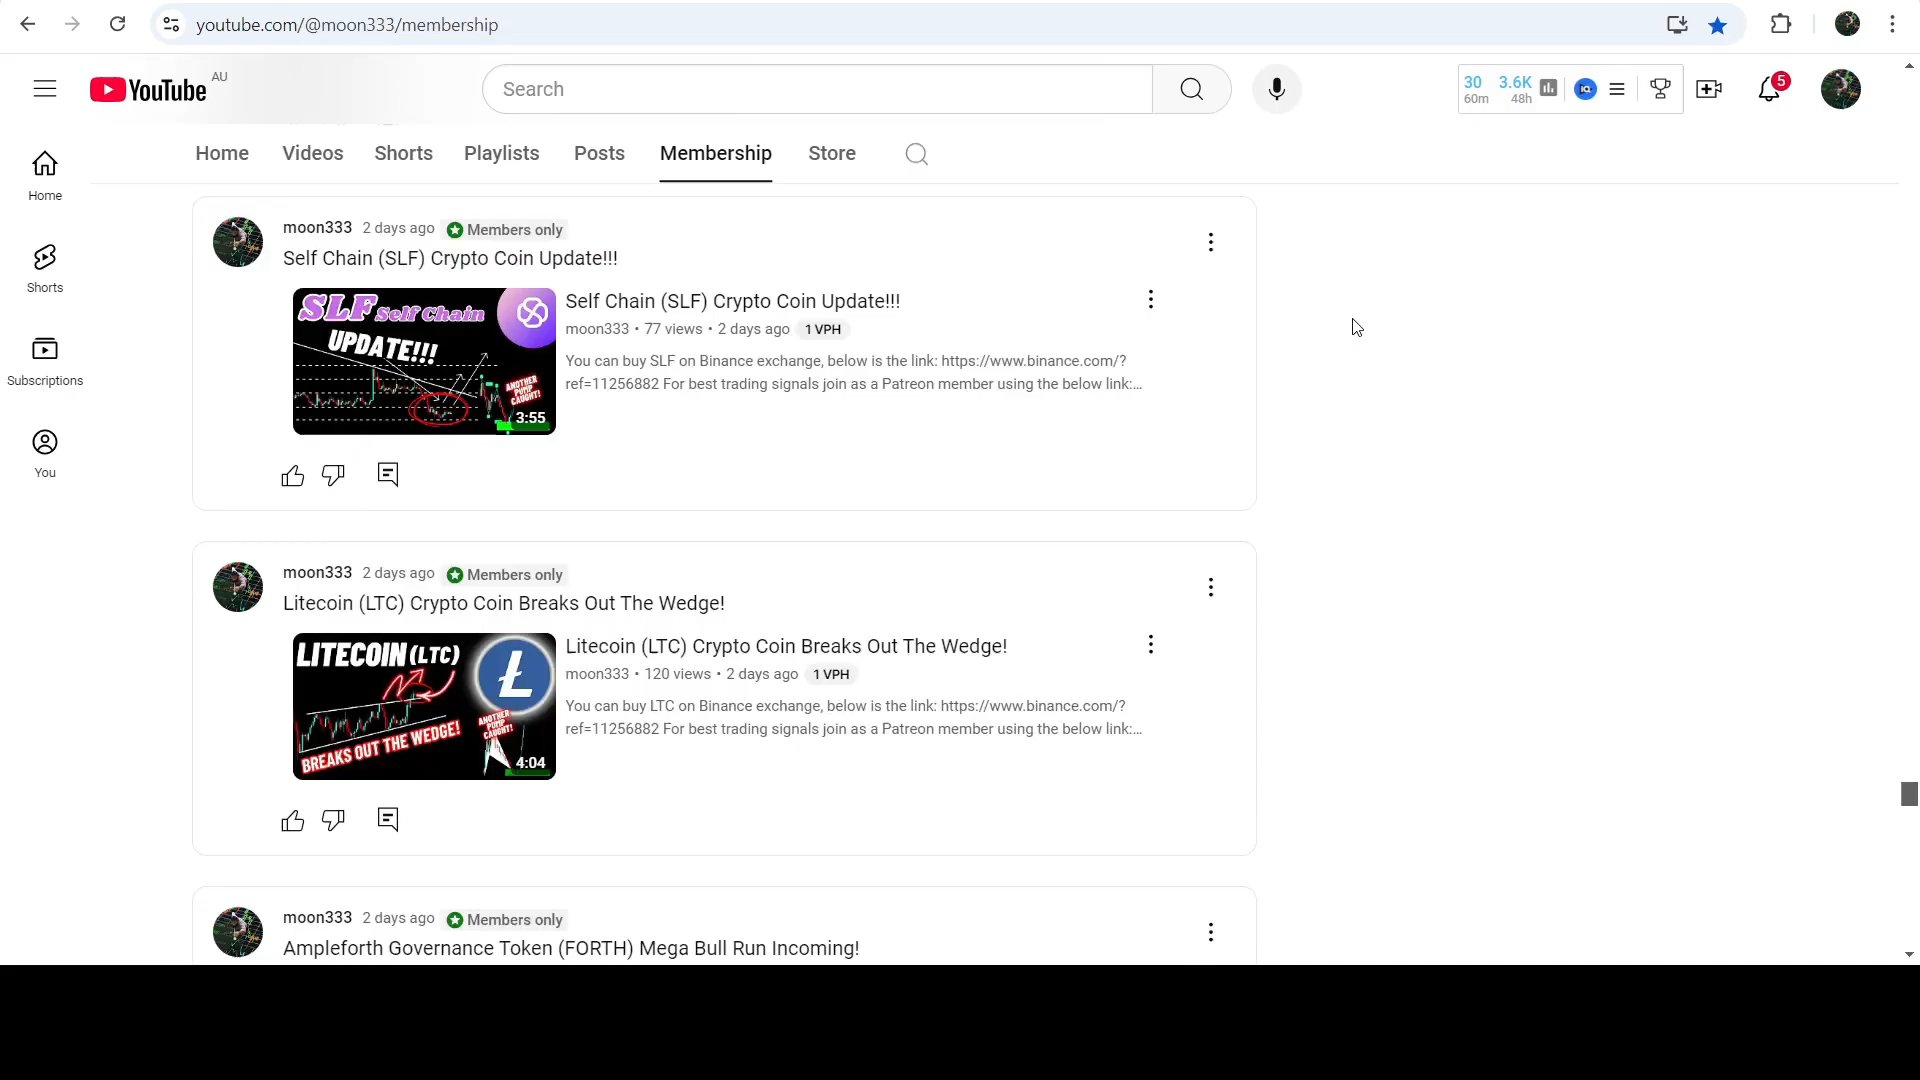 youtube.com/@moon333/membership
YouTube AU
Search
30 3.6K
60m 48h
IQ
5
Home Videos Shorts Playlists Posts Membership Store
Home
Shorts
Subscriptions
You
moon333 2 days ago Members only
Self Chain (SLF) Crypto Coin Update!!!
SLF Self Chain
UPDATE!!!
ANOTHER
PUMP
CAUGHT!
3:55
Self Chain (SLF) Crypto Coin Update!!!
moon333 • 77 views • 2 days ago 1 VPH
You can buy SLF on Binance exchange, below is the link: https://www.binance.com/?
ref=11256882 For best trading signals join as a Patreon member using the below link:...
moon333 2 days ago Members only
Litecoin (LTC) Crypto Coin Breaks Out The Wedge!
LITECOIN (LTC)
BREAKS OUT THE WEDGE!
ANOTHER
PUMP
CAUGHT!
4:04
Litecoin (LTC) Crypto Coin Breaks Out The Wedge!
moon333 • 120 views • 2 days ago 1 VPH
You can buy LTC on Binance exchange, below is the link: https://www.binance.com/?
ref=11256882 For best trading signals join as a Patreon member using the below link:...
moon333 2 days ago Members only
Ampleforth Governance Token (FORTH) Mega Bull Run Incoming!